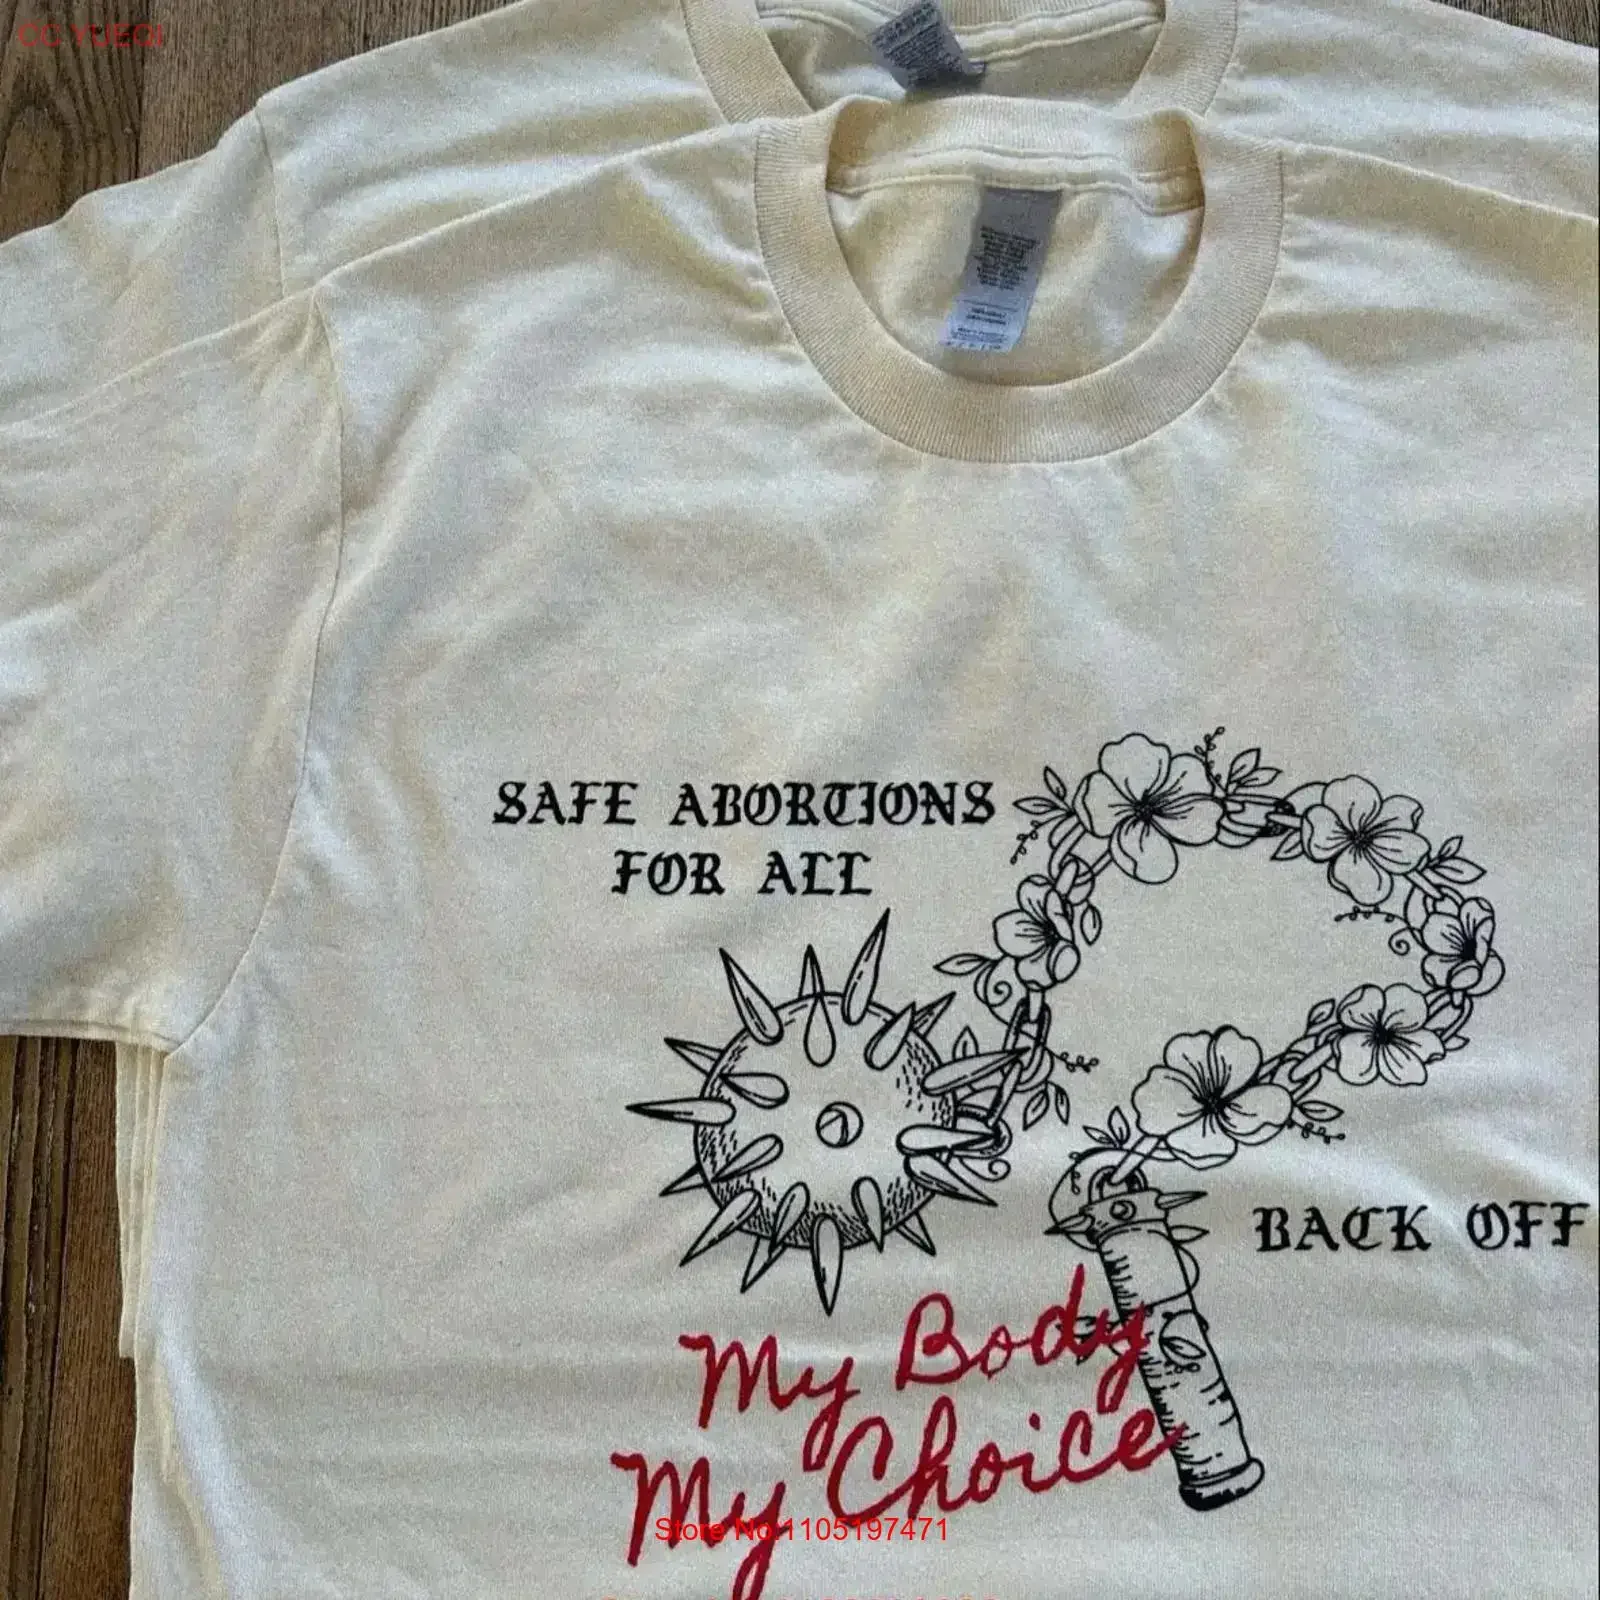 CC YUEQI
SAFE ABORTIONS
FOR ALL
BACK OFF
My Body
My Choice
Store No:1105197471